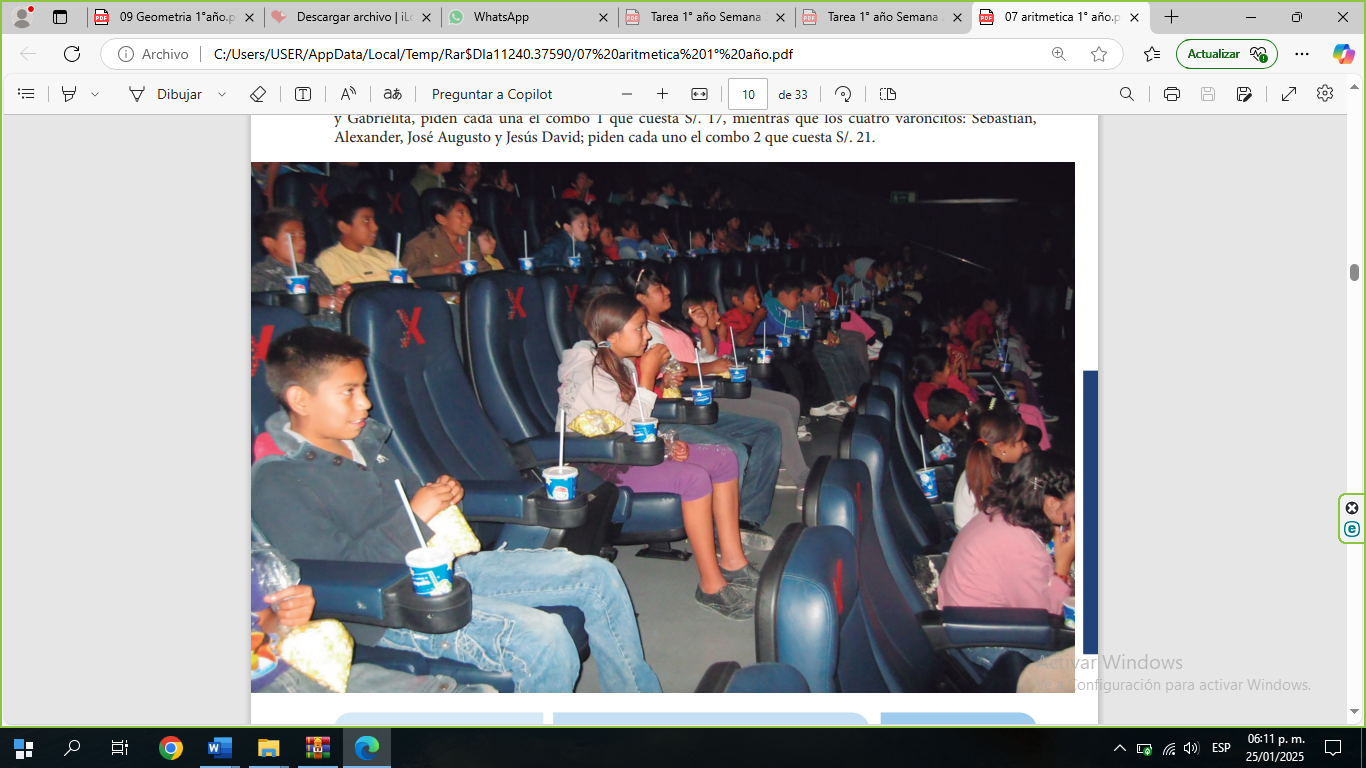 09 Geometria 1°año.p
Descargar archivo | iLo
WhatsApp
Tarea 1° año Semana
Tarea 1° año Semana
07 aritmetica 1° año.p
Archivo
C:/Users/USER/AppData/Local/Temp/Rar$DIa11240.37590/07%20aritmetica%201°%20año.pdf
Actualizar
Dibujar
Preguntar a Copilot
10 de 33
y Gabrielita, piden cada una el combo 1 que cuesta S/. 17, mientras que los cuatro varoncitos: Sebastián,
Alexander, José Augusto y Jesús David; piden cada uno el combo 2 que cuesta S/. 21.
Activar Windows
Configuración para activar Windows.
ESP
06:11 p. m.
25/01/2025